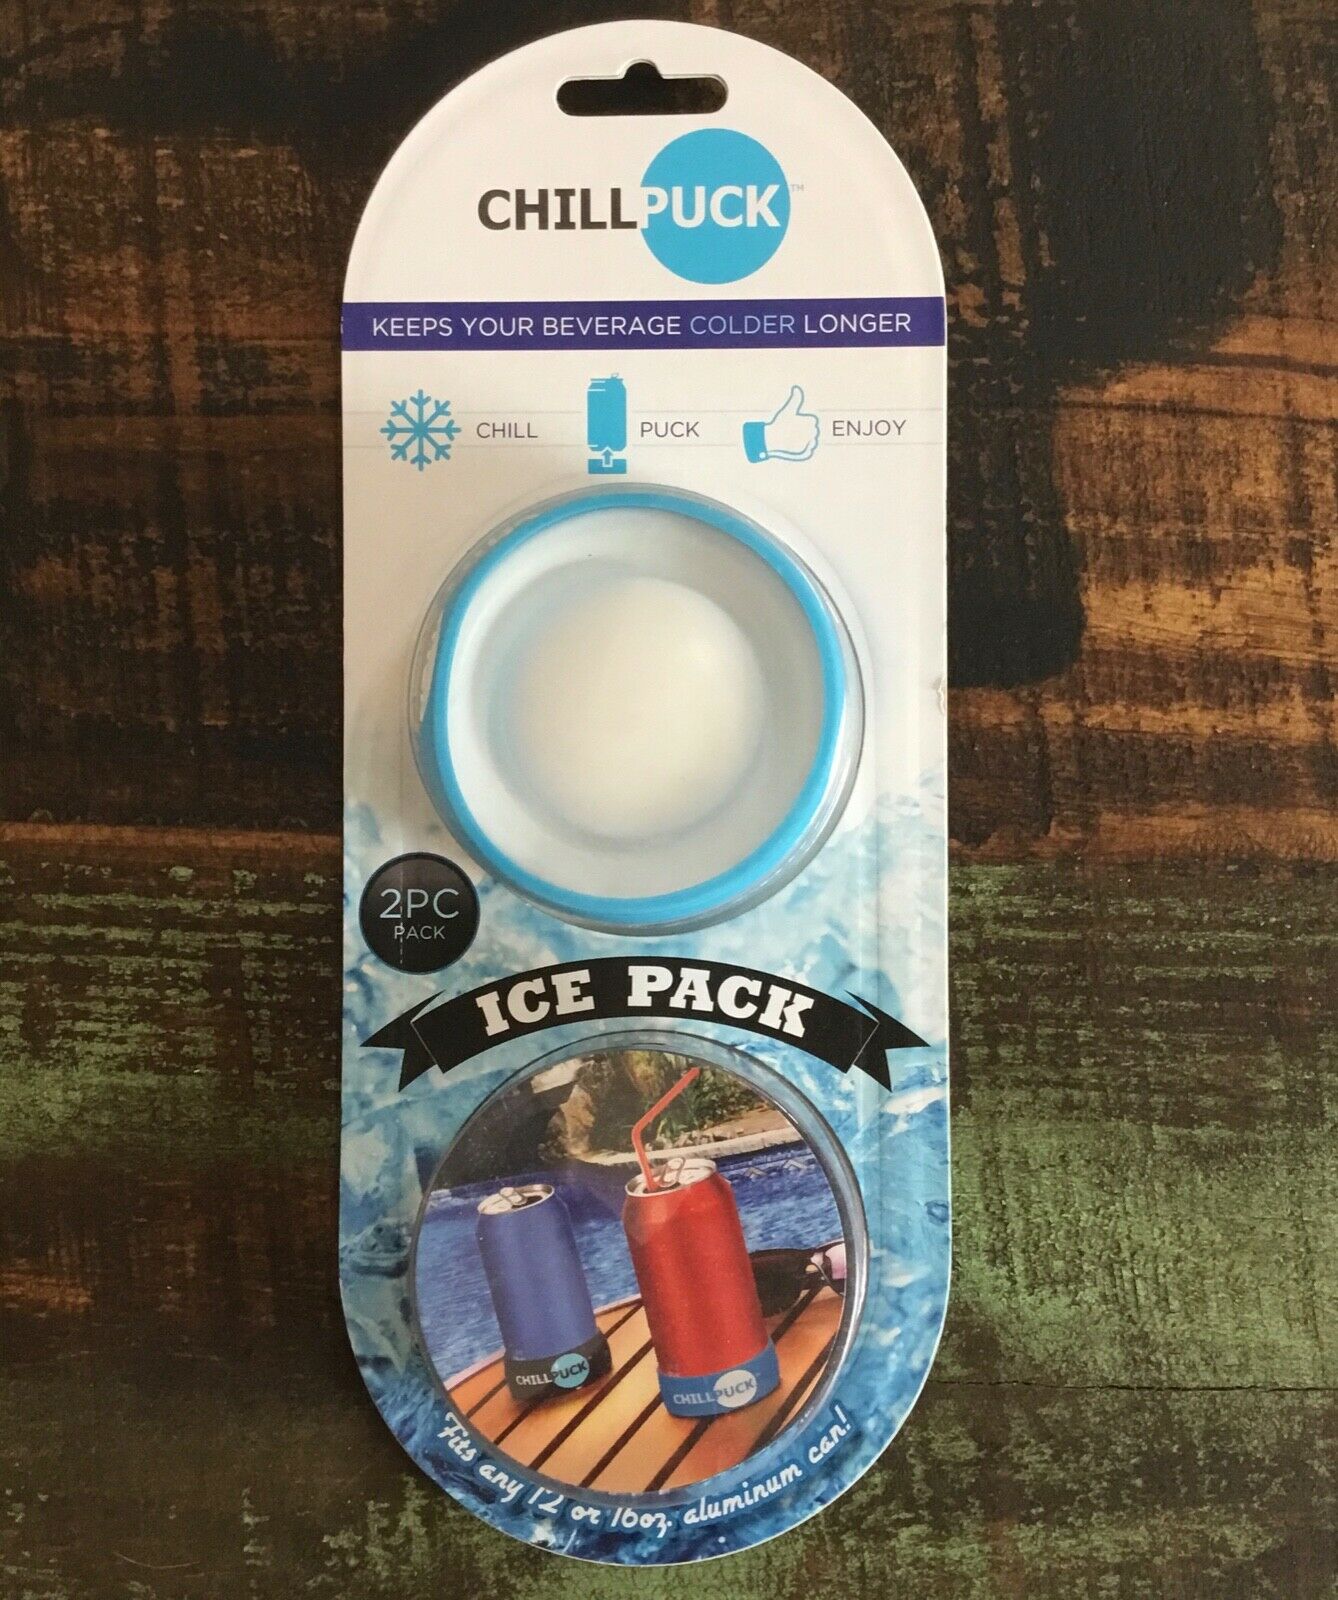 CHILLPUCK™
KEEPS YOUR BEVERAGE COLDER LONGER
CHILL PUCK ENJOY
2PC
PACK
ICE PACK
CHILLPUCK
CHILLPUCK
Fits any 12 or 16oz. aluminum can!